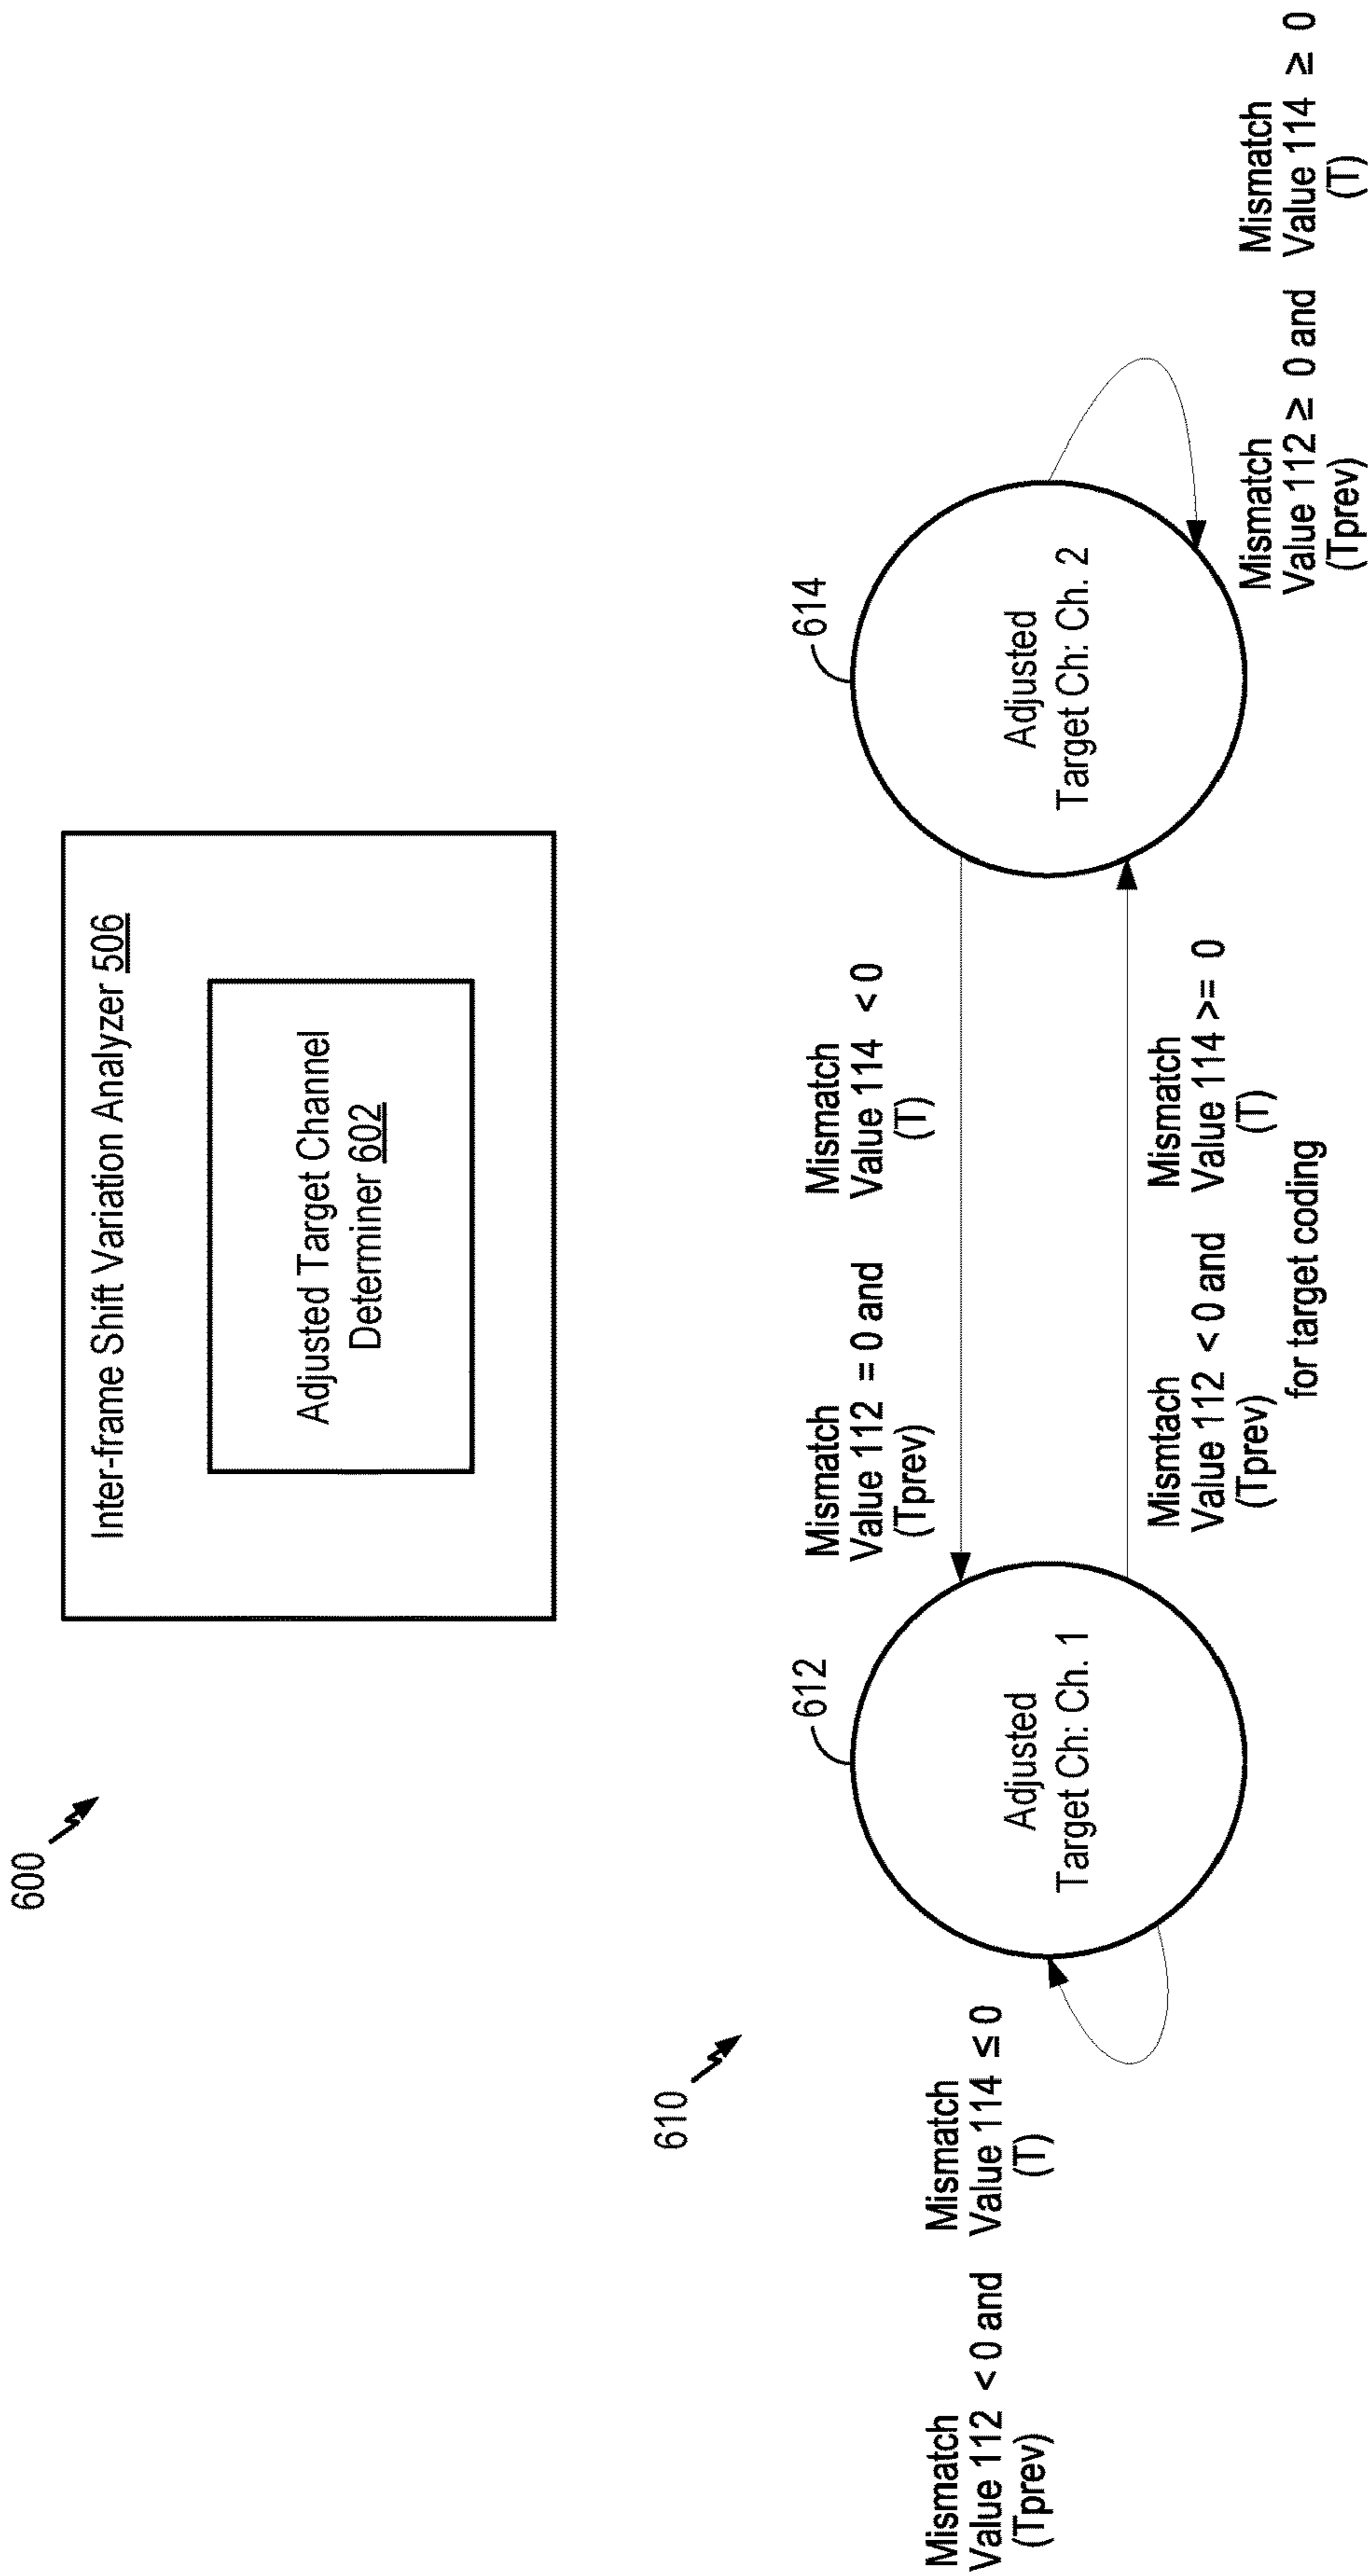 600
Inter-frame Shift Variation Analyzer 506
Adjusted Target Channel
Determiner 602
610
612
614
Adjusted
Target Ch: Ch. 1
Adjusted
Target Ch: Ch. 2
Mismatch Mismatch
Value 112 = 0 and Value 114 < 0
(Tprev) (T)
Mismatch Mismatch
Value 112 < 0 and Value 114 ≤ 0
(Tprev) (T)
Mismtach Mismatch
Value 112 < 0 and Value 114 >= 0
(Tprev) (T)
for target coding
Mismatch Mismatch
Value 112 ≥ 0 and Value 114 ≥ 0
(Tprev) (T)